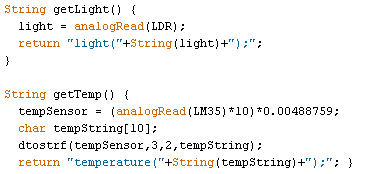 String getLight() {
  light = analogRead(LDR);
  return "light("+String(light)+");";
}

String getTemp() {
  tempSensor = (analogRead(LM35)*10)*0.00488759;
  char tempString[10];
  dtostrf(tempSensor,3,2,tempString);
  return "temperature("+String(tempString)+");"; }